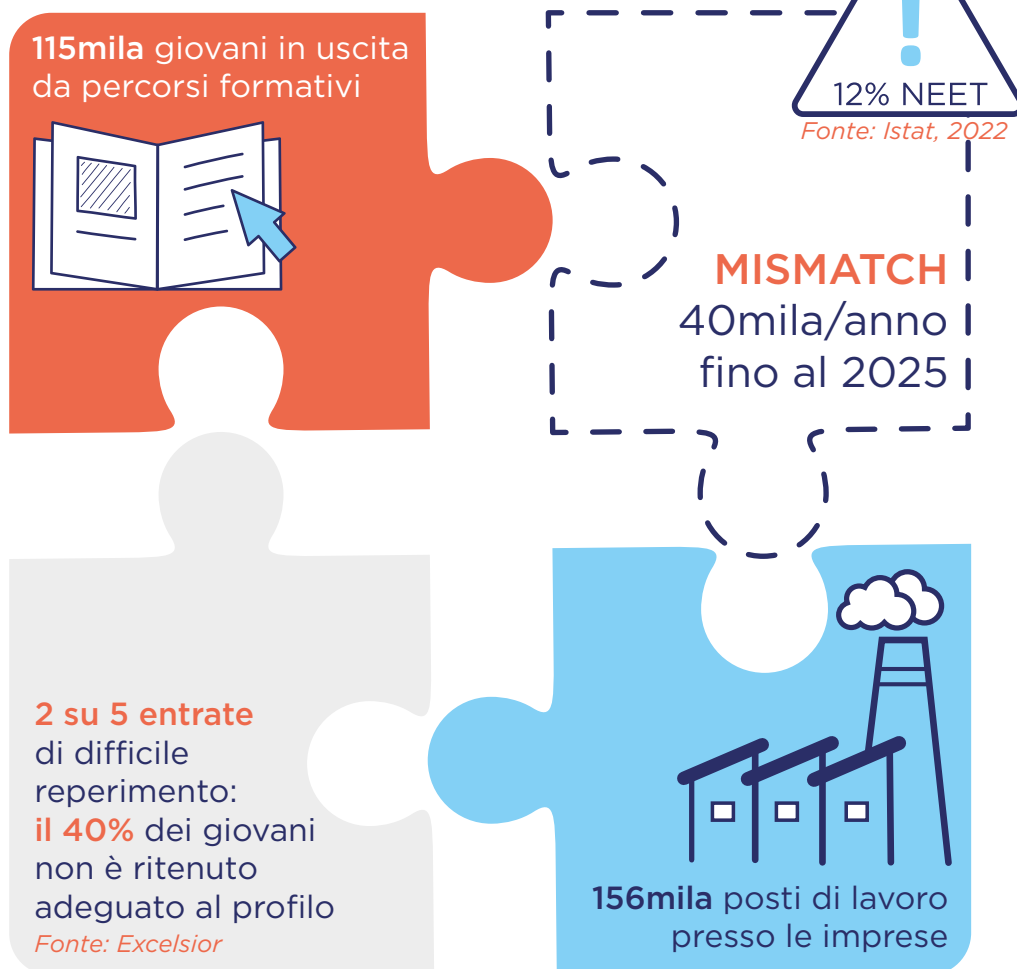 115mila giovani in uscita
da percorsi formativi
!
12% NEET
Fonte: Istat, 2022
MISMATCH
40mila/anno
fino al 2025
2 su 5 entrate
di difficile
reperimento:
il 40% dei giovani
non è ritenuto
adeguato al profilo
Fonte: Excelsior
156mila posti di lavoro
presso le imprese